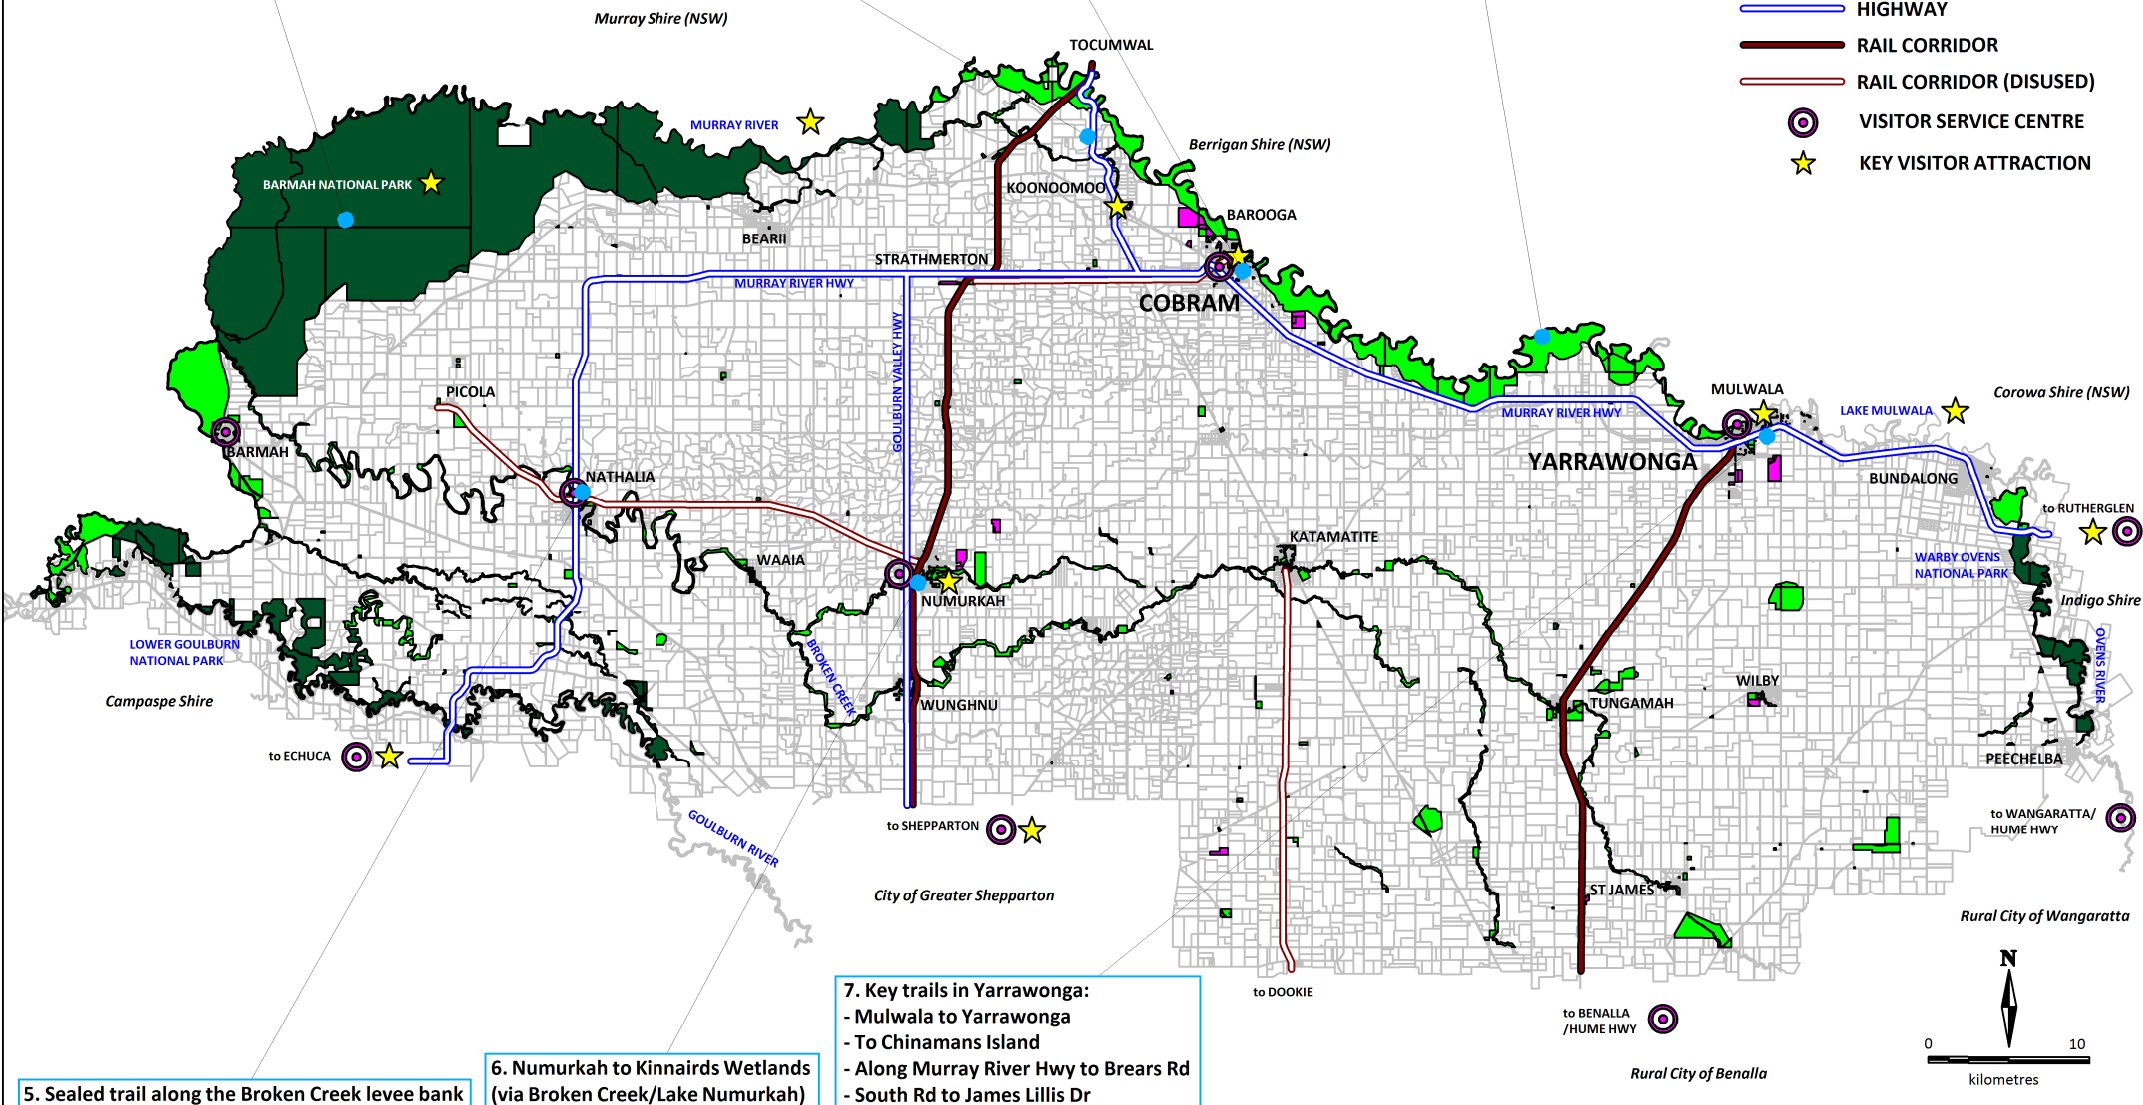 Murray Shire (NSW)
HIGHWAY
TOCUMWAL
RAIL CORRIDOR
RAIL CORRIDOR (DISUSED)
MURRAY RIVER
VISITOR SERVICE CENTRE
Berrigan Shire (NSW)
KEY VISITOR ATTRACTION
BARMAH NATIONAL PARK
KOONOOMOO
BAROOGA
BEARII
STRATHMERTON
MURRAY RIVER HWY
COBRAM
GOULBURN VALLEY HWY
PICOLA
MULWALA
Corowa Shire (NSW)
MURRAY RIVER HWY
LAKE MULWALA
BARMAH
YARRAWONGA
NATHALIA
BUNDALONG
to RUTHERGLEN
KATAMATITE
WAAIA
WARBY OVENS
NATIONAL PARK
NUMURKAH
Indigo Shire
LOWER GOULBURN
NATIONAL PARK
BROKEN CREEK
OVENS RIVER
WILBY
Campaspe Shire
WUNGHNU
TUNGAMAH
to ECHUCA
PEECHELBA
GOULBURN RIVER
to SHEPPARTON
to WANGARATTA/
HUME HWY
City of Greater Shepparton
ST JAMES
Rural City of Wangaratta
N
to DOOKIE
to BENALLA
/HUME HWY
0 10
kilometres
Rural City of Benalla
7. Key trails in Yarrawonga:
- Mulwala to Yarrawonga
- To Chinamans Island
- Along Murray River Hwy to Brears Rd
- South Rd to James Lillis Dr
6. Numurkah to Kinnairds Wetlands
(via Broken Creek/Lake Numurkah)
5. Sealed trail along the Broken Creek levee bank